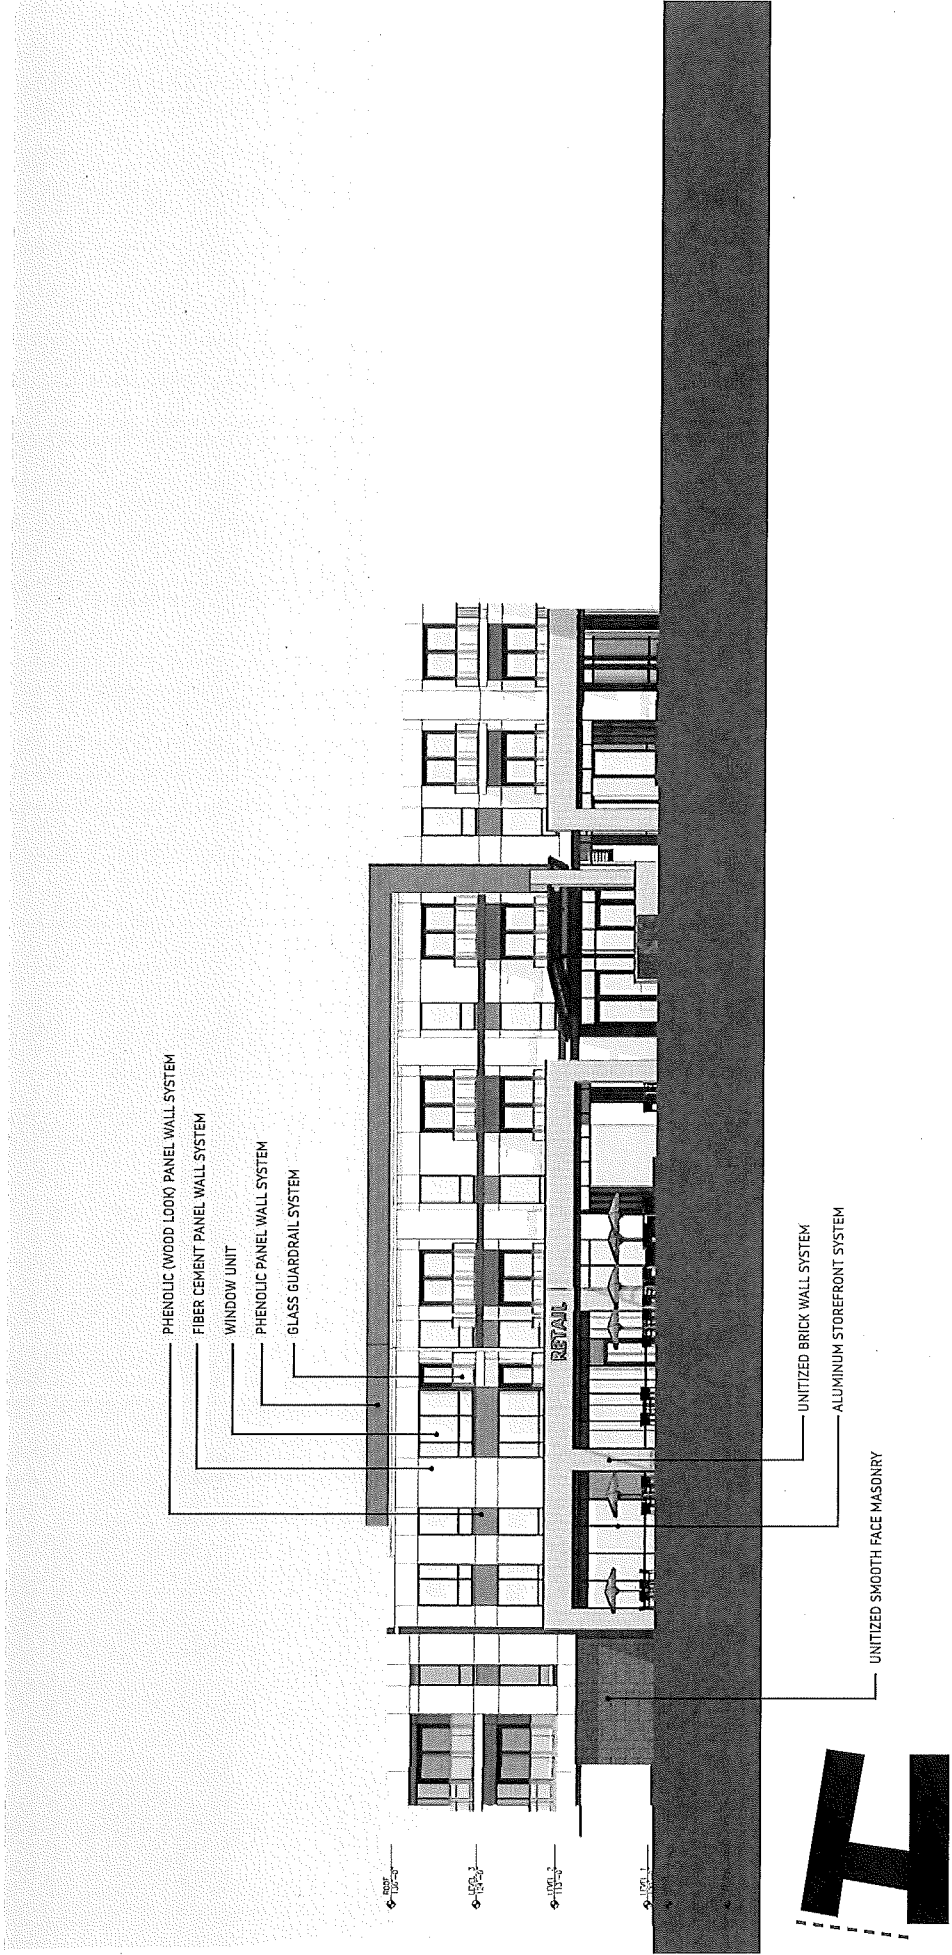 PHENOLIC (WOOD LOOK) PANEL WALL SYSTEM
FIBER CEMENT PANEL WALL SYSTEM
WINDOW UNIT
PHENOLIC PANEL WALL SYSTEM
GLASS GUARDRAIL SYSTEM
ROOF
LEVEL 3
LEVEL 2
LEVEL 1
RETAIL
UNITIZED BRICK WALL SYSTEM
ALUMINUM STOREFRONT SYSTEM
UNITIZED SMOOTH FACE MASONRY